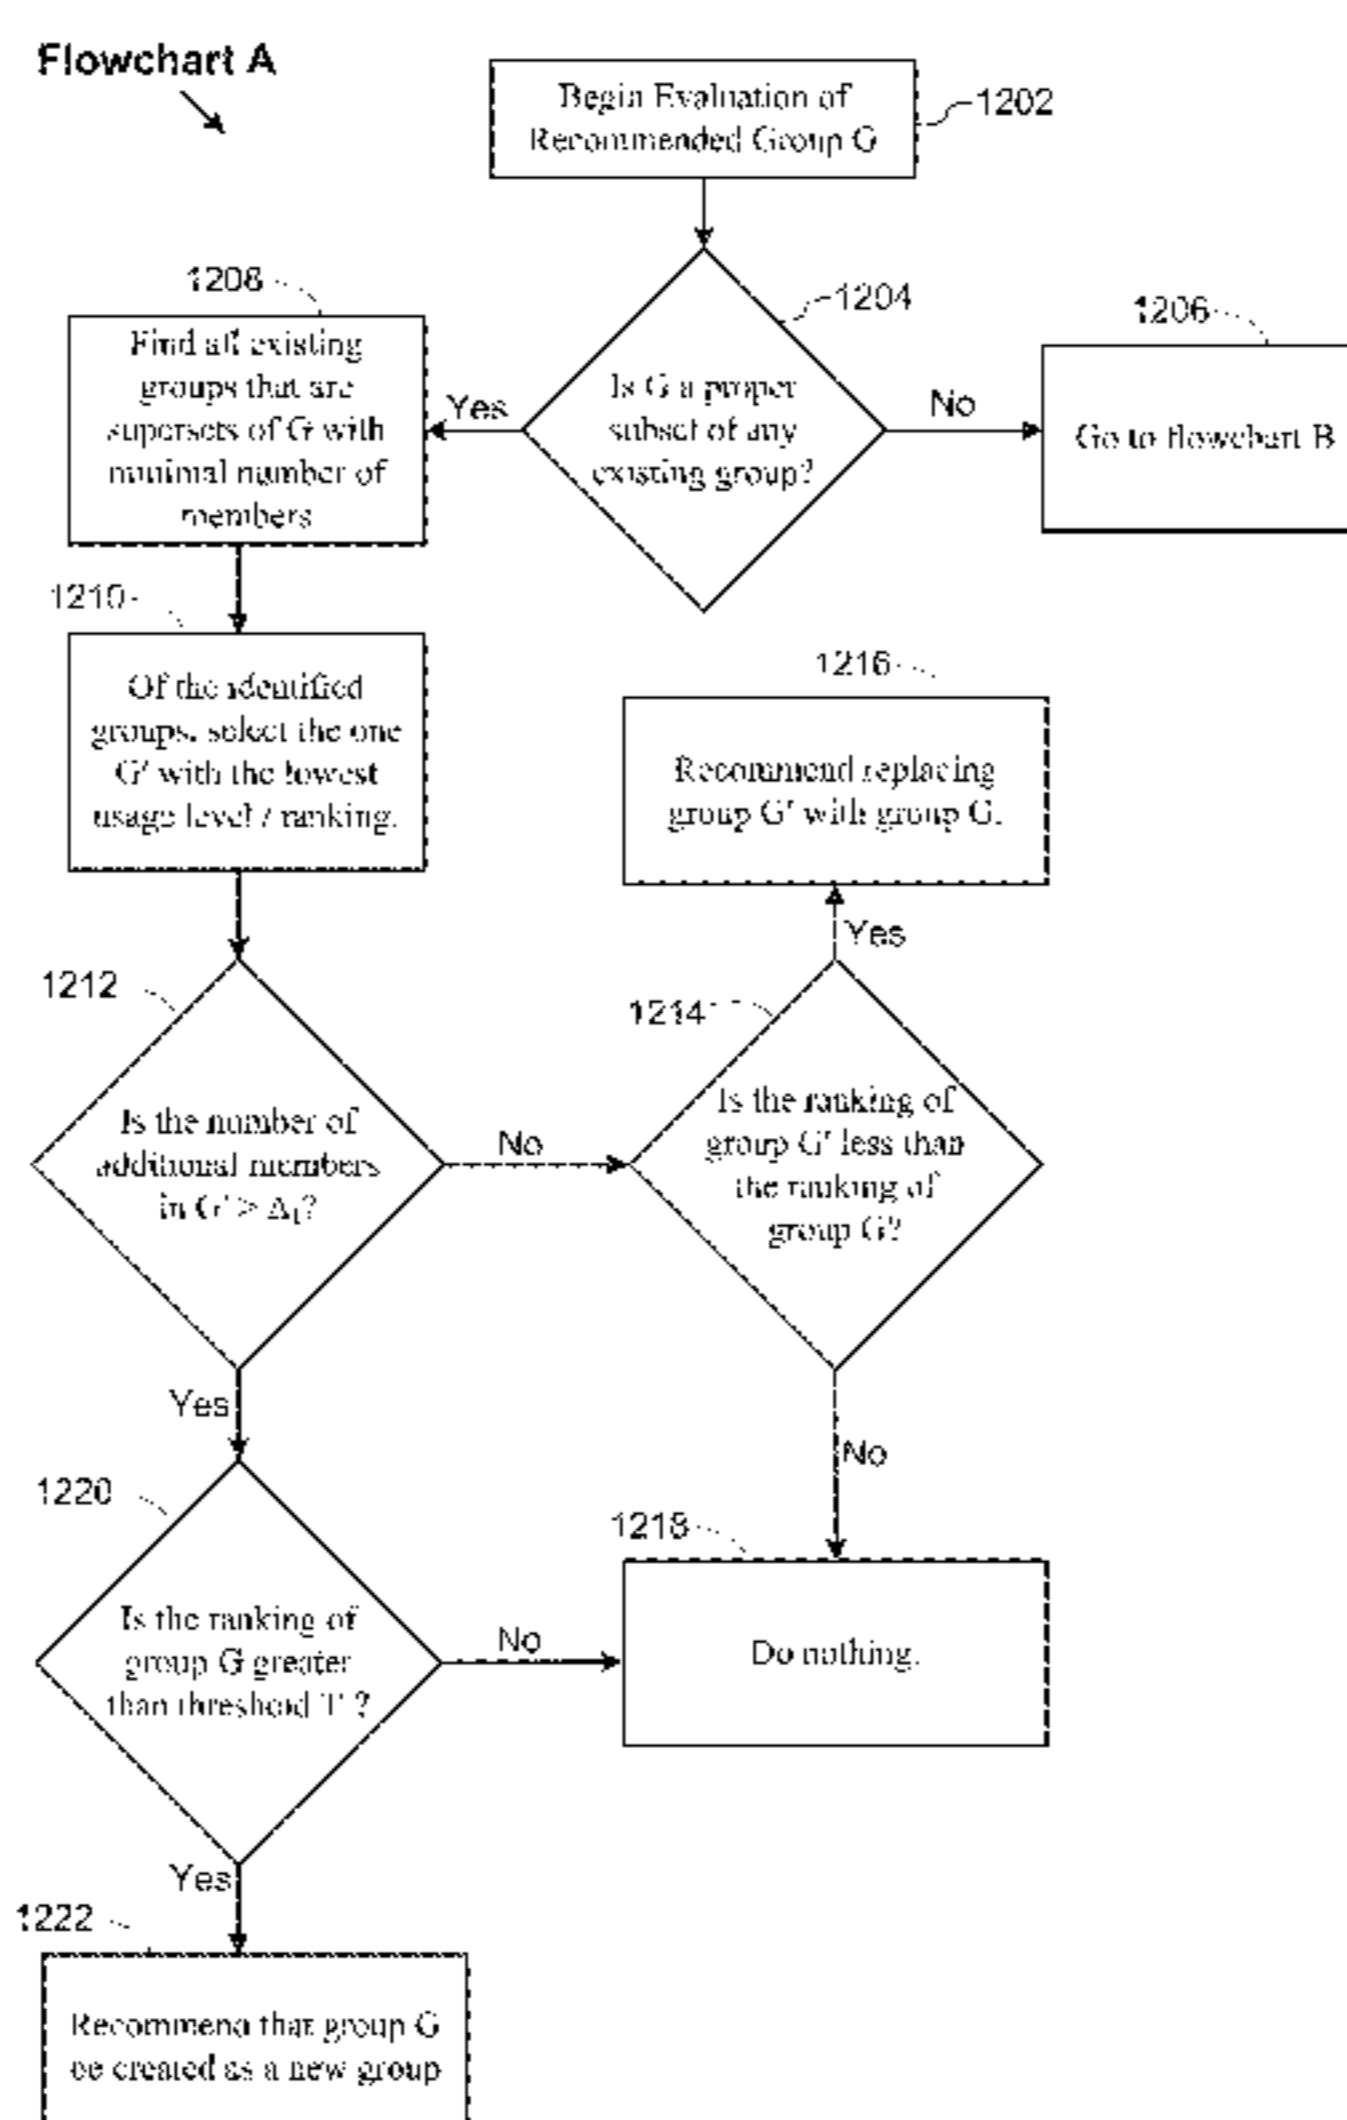 Flowchart A
Begin Evaluation of
Recommended Group G
1202
1204
Is G a proper
subset of any
existing group?
Yes
No
1206
Go to flowchart B
1208
Find all existing
groups that are
supersets of G with
minimal number of
members
1210
Of the identified
groups, select the one
G' with the lowest
usage level / ranking.
1212
Is the number of
additional members
in G' > Δ₁?
No
Yes
1214
Is the ranking of
group G' less than
the ranking of
group G?
Yes
No
1216
Recommend replacing
group G' with group G.
1218
Do nothing.
1220
Is the ranking of
group G greater
than threshold T ?
No
Yes
1222
Recommend that group G
be created as a new group